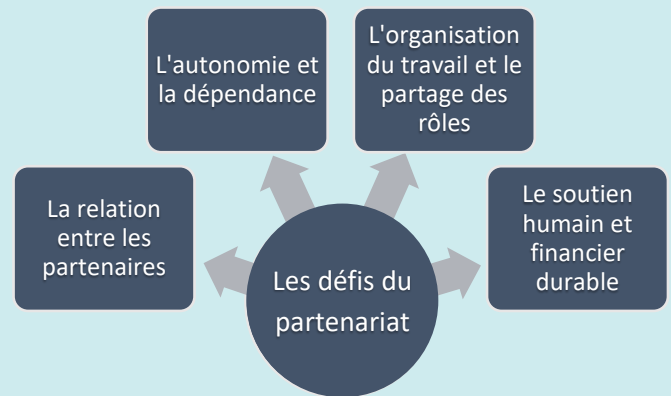 L'autonomie et
la dépendance
L'organisation
du travail et le
partage des
rôles
La relation
entre les
partenaires
Le soutien
humain et
financier
durable
Les défis du
partenariat